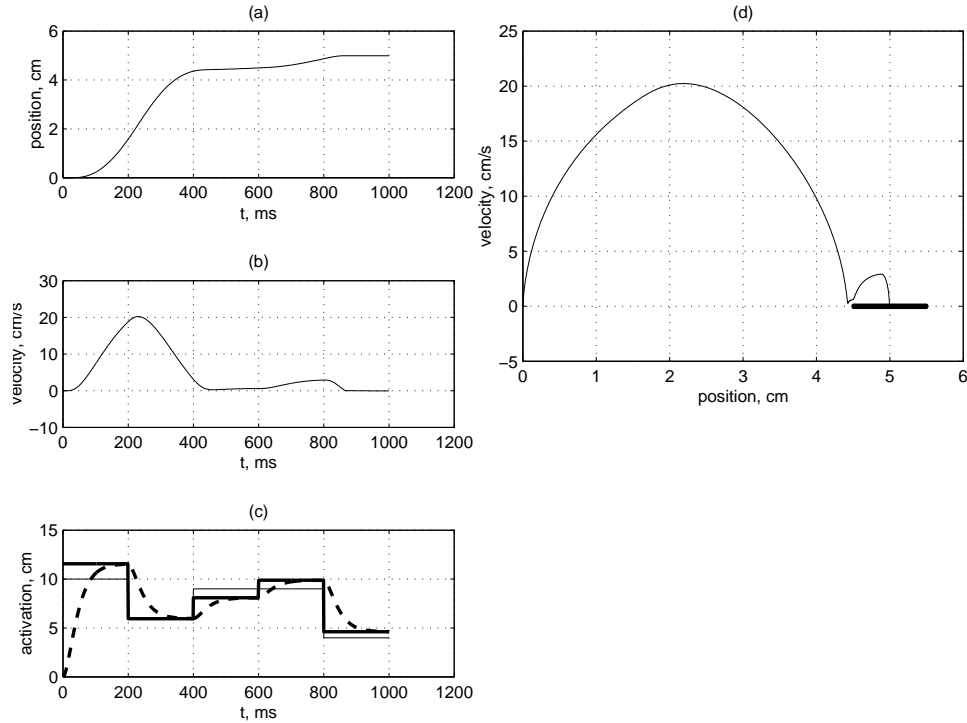 (a)
6
4
2
0
position, cm
0 200 400 600 800 1000 1200
t, ms
(b)
30
20
10
0
−10
velocity, cm/s
0 200 400 600 800 1000 1200
t, ms
(c)
15
10
5
0
activation, cm
0 200 400 600 800 1000 1200
t, ms
(d)
25
20
15
10
5
0
−5
velocity, cm/s
0 1 2 3 4 5 6
position, cm